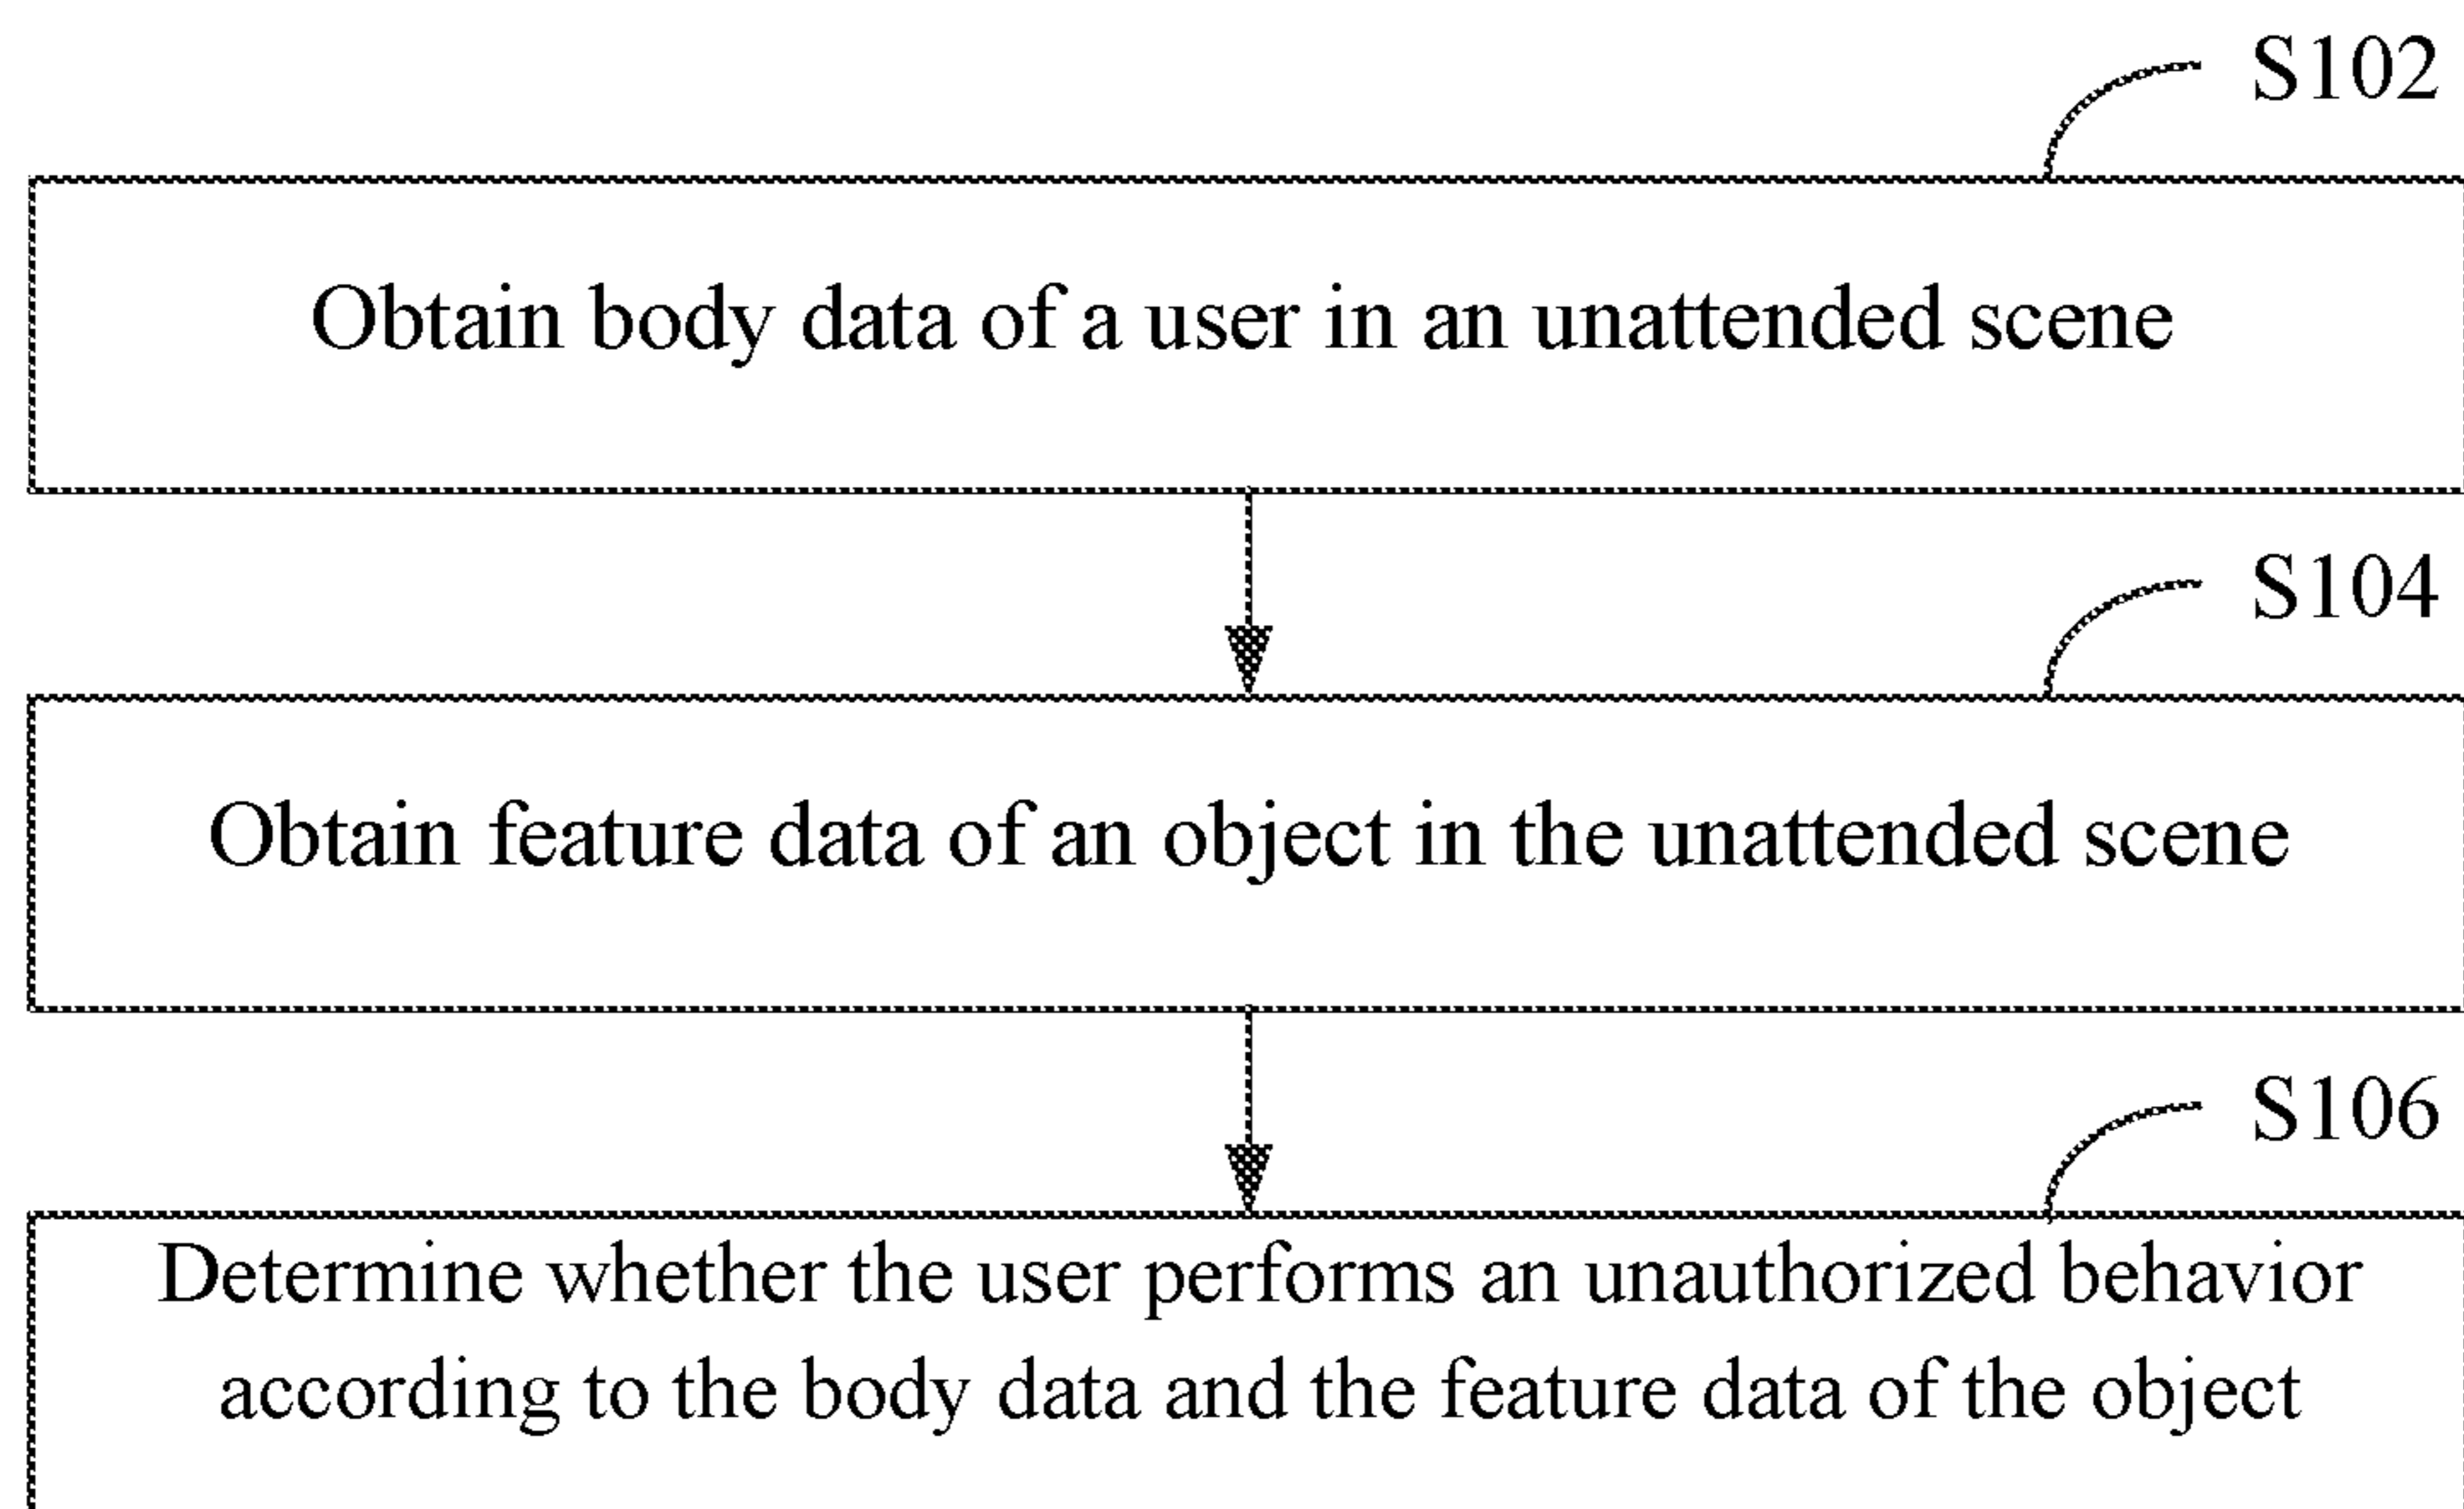 S102
Obtain body data of a user in an unattended scene
S104
Obtain feature data of an object in the unattended scene
S106
Determine whether the user performs an unauthorized behavior
according to the body data and the feature data of the object